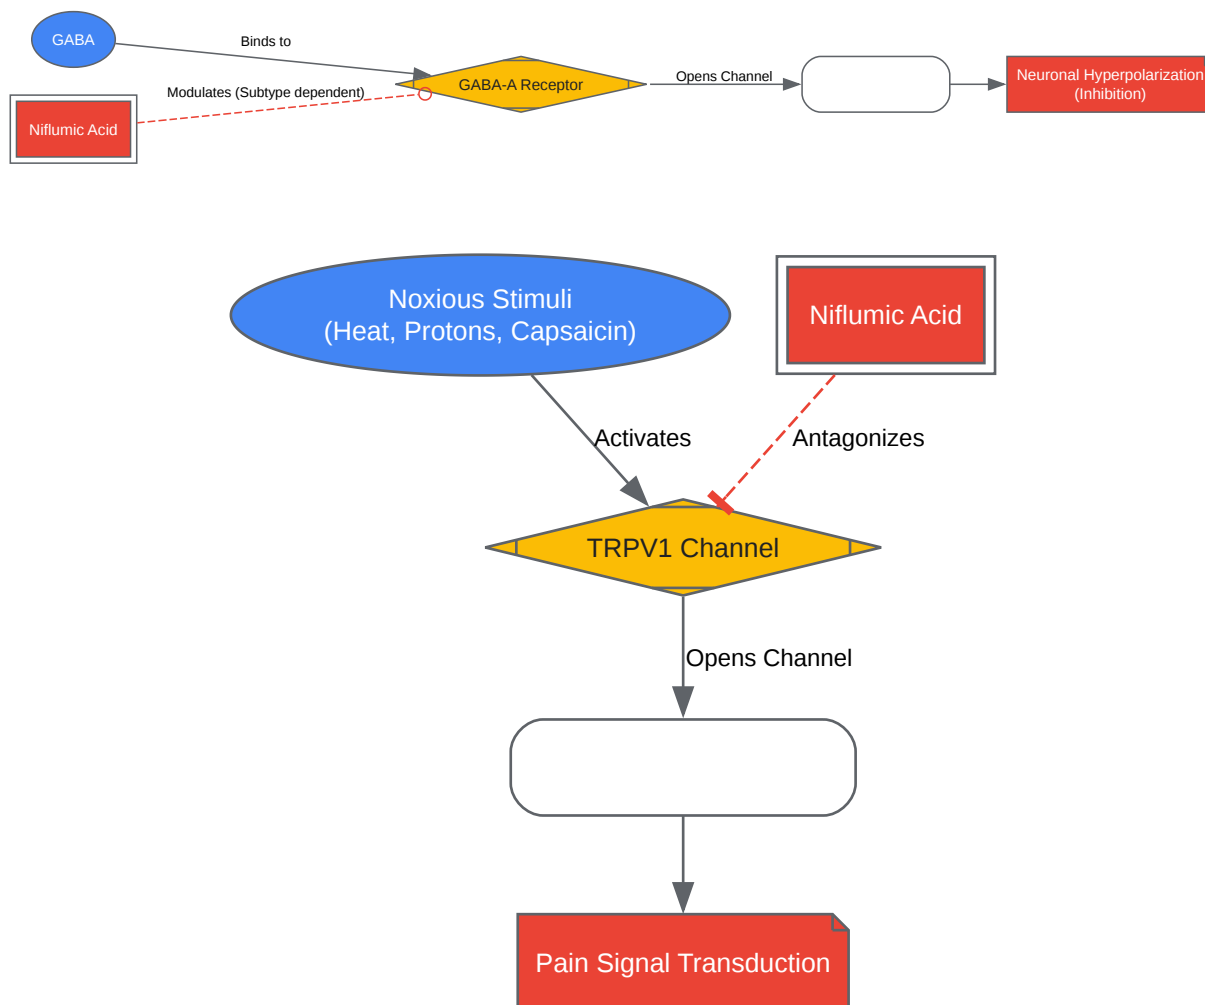 GABA
Binds to
GABA-A Receptor
Opens Channel
Neuronal Hyperpolarization
(Inhibition)
Modulates (Subtype dependent)
Niflumic Acid
Noxious Stimuli
(Heat, Protons, Capsaicin)
Niflumic Acid
Activates
Antagonizes
TRPV1 Channel
Opens Channel
Pain Signal Transduction